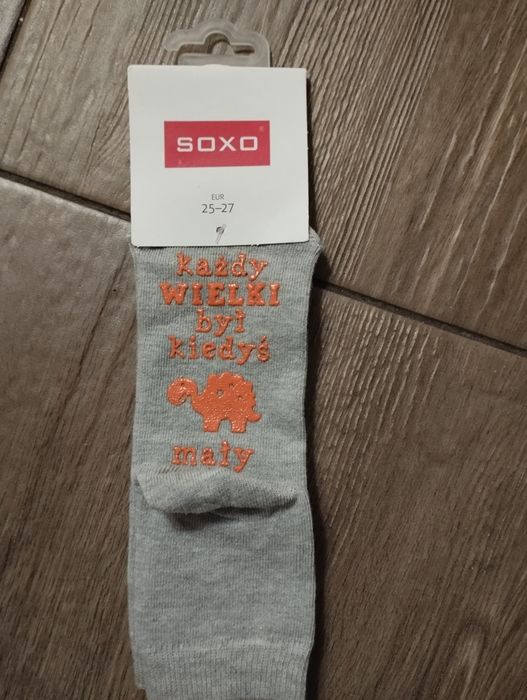 SOXO
EUR
25–27
każdy
WIELKI
był
kiedyś
mały